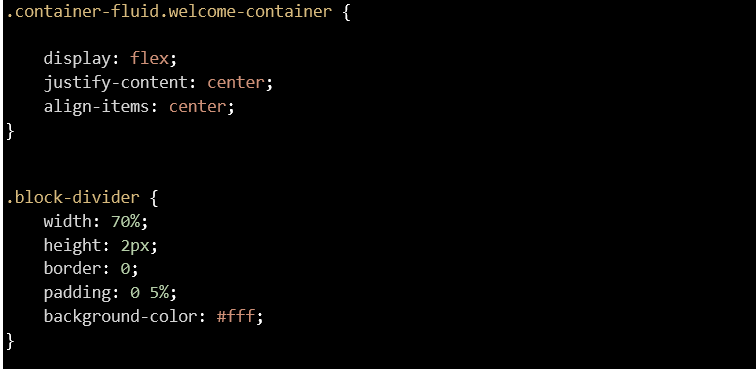 .container-fluid.welcome-container {
display: flex;
justify-content: center;
align-items: center;
}
.block-divider {
width: 70%;
height: 2px;
border: 0;
padding: 0 5%;
background-color: #fff;
}